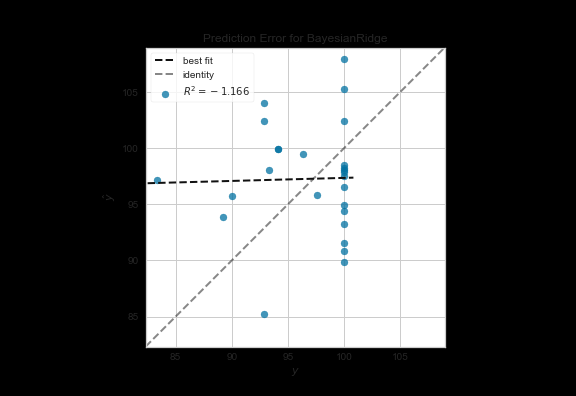 Prediction Error for BayesianRidge
best fit
identity
R² = −1.166
105
100
95
90
85
ŷ
85 90 95 100 105
y